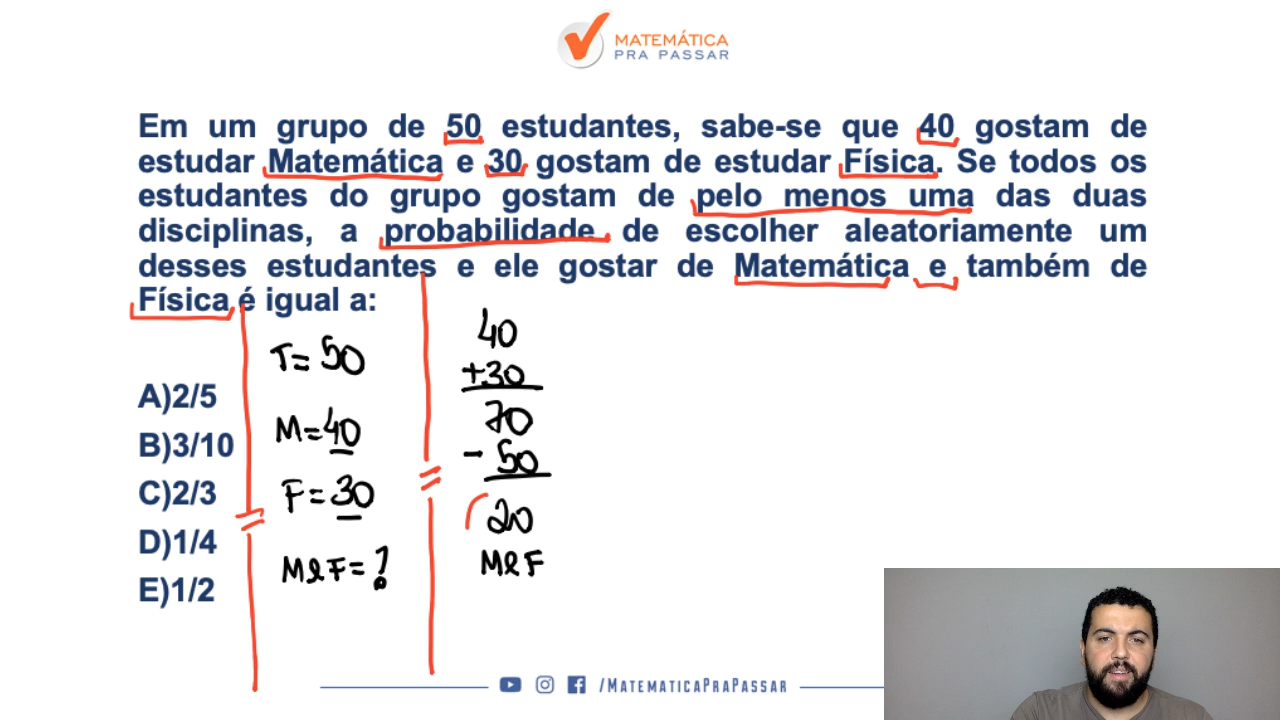 MATEMÁTICA
PRA PASSAR
Em um grupo de 50 estudantes, sabe-se que 40 gostam de
estudar Matemática e 30 gostam de estudar Física. Se todos os
estudantes do grupo gostam de pelo menos uma das duas
disciplinas, a probabilidade de escolher aleatoriamente um
desses estudantes e ele gostar de Matemática e também de
Física é igual a:
A)2/5
B)3/10
C)2/3
D)1/4
E)1/2
T= 50
M=40
F= 30
MeF= ?
40
+30
70
- 50
20
MeF
/MATEMATICAPRAPASSAR